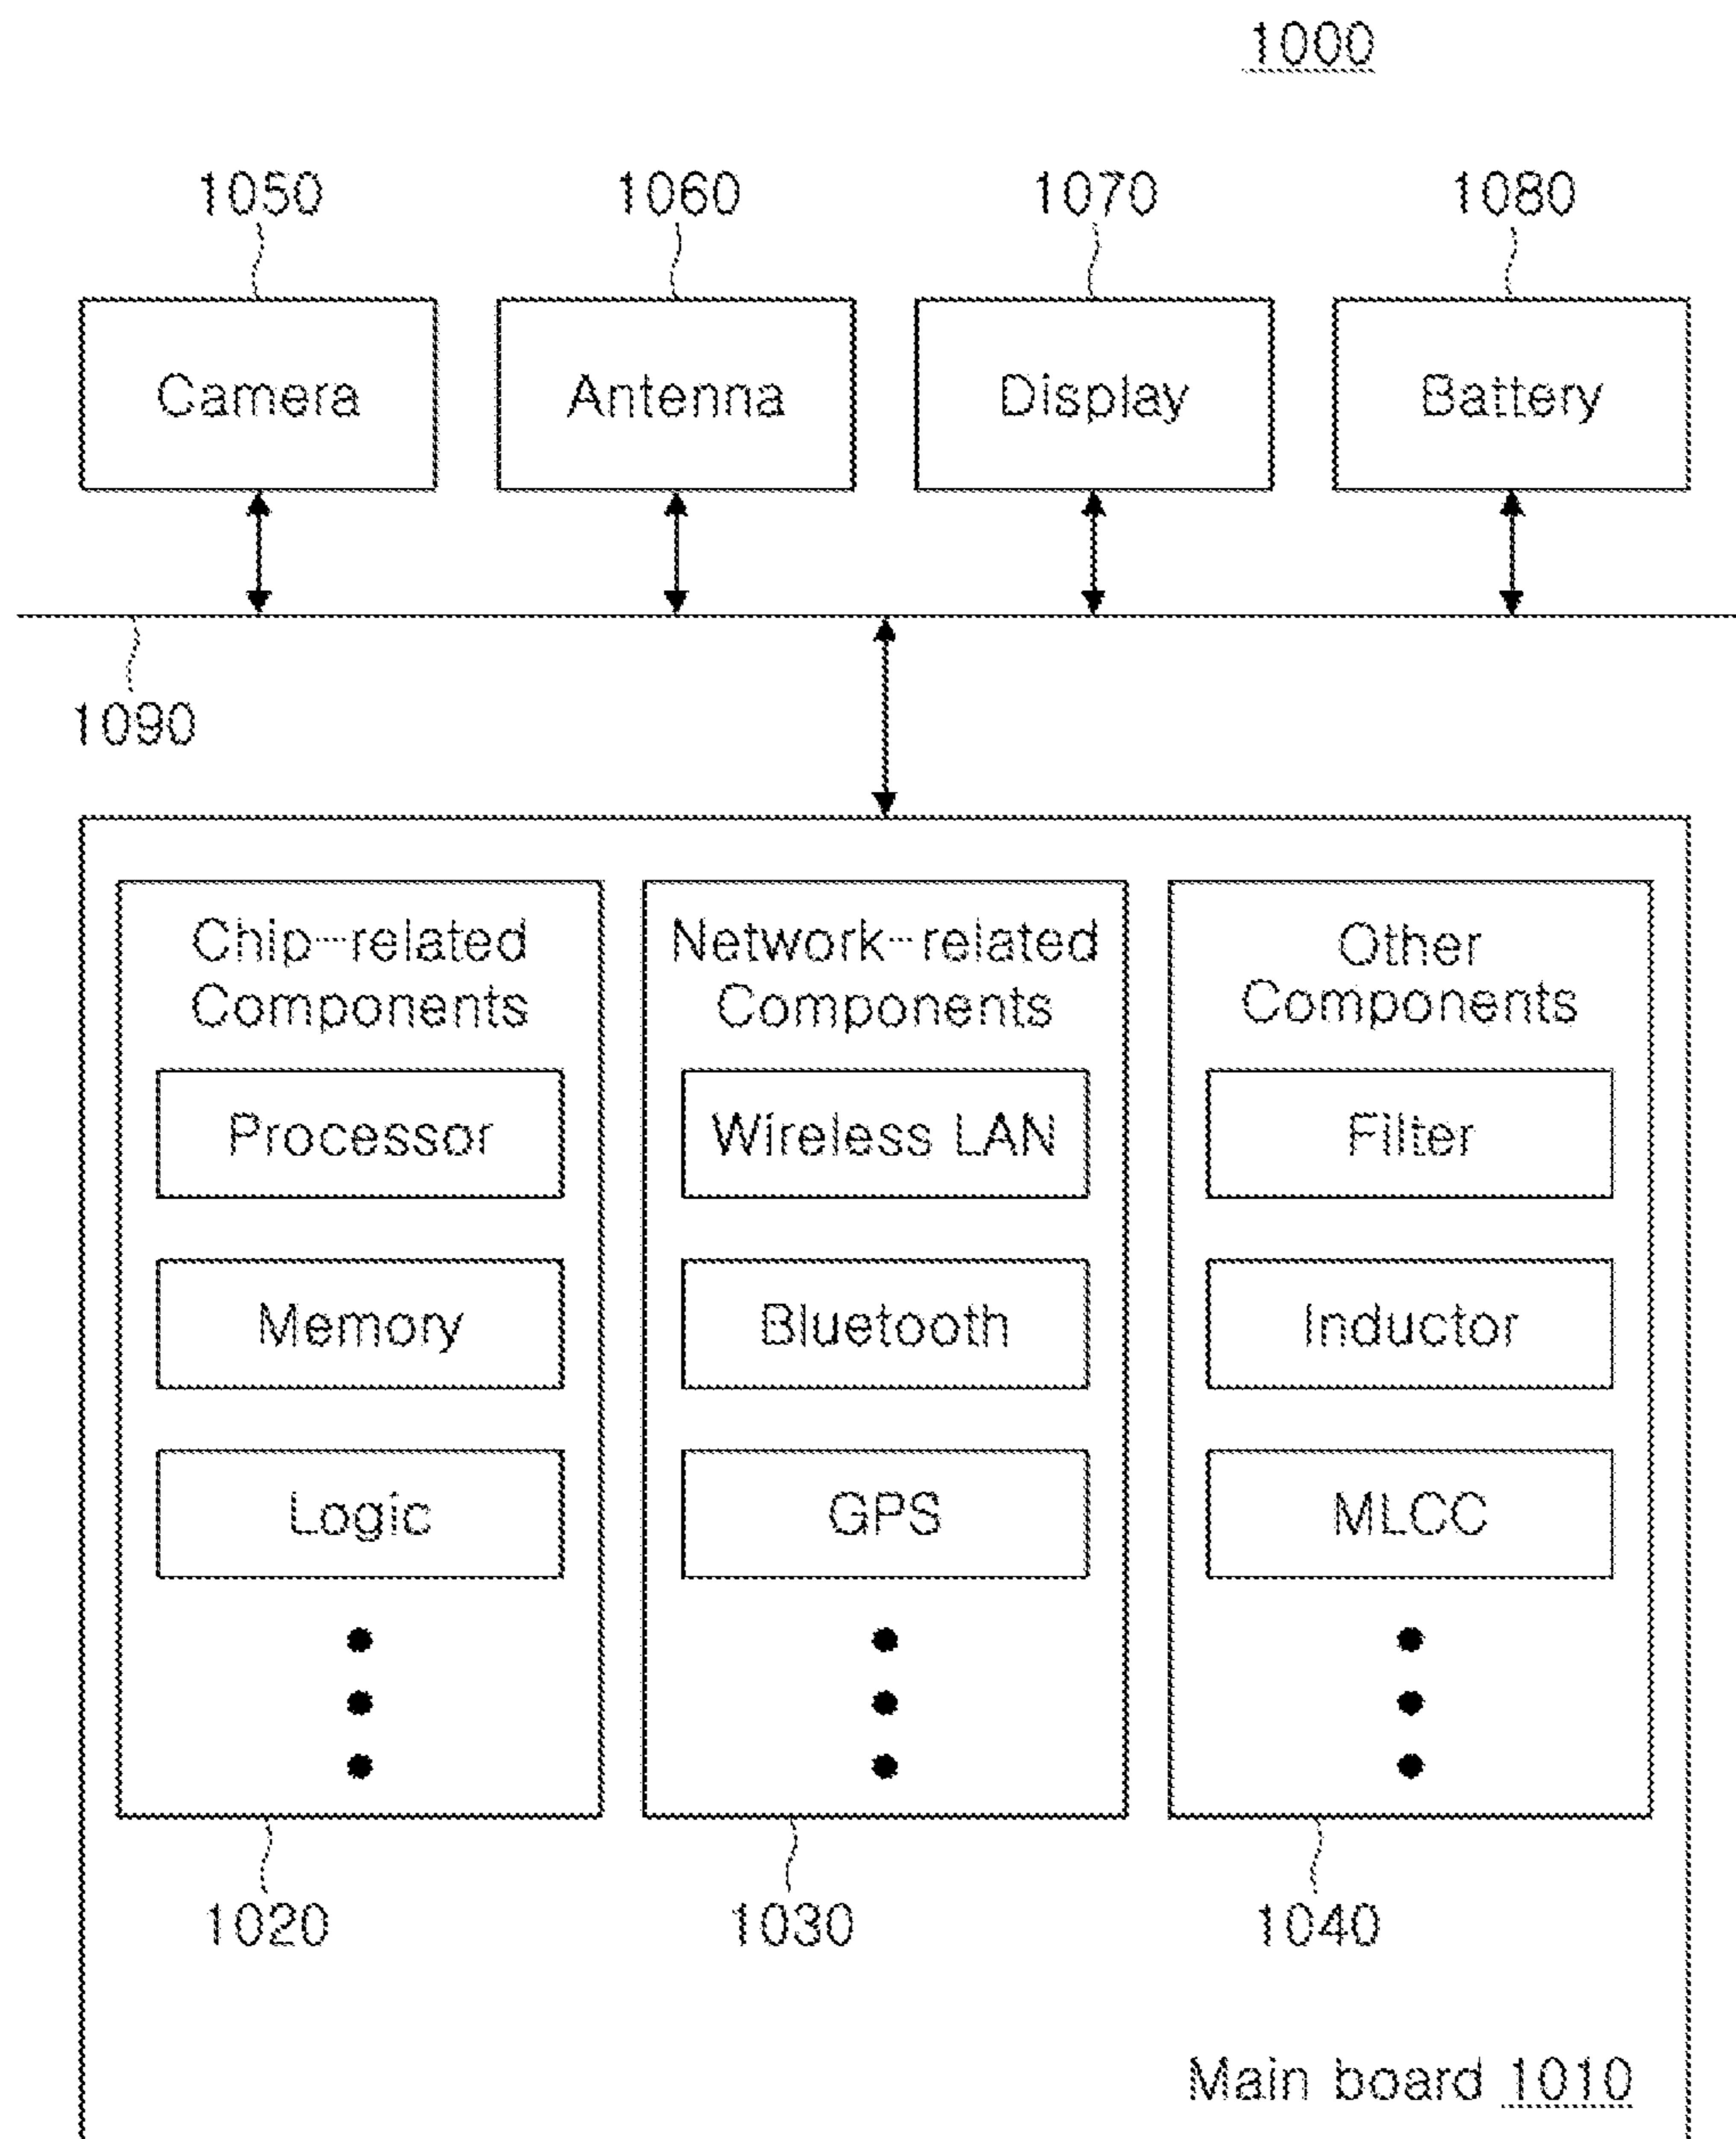 1000
1050
1060
1070
1080
Camera
Antenna
Display
Battery
1090
Chip-related
Components
Processor
Memory
Logic
1020
Network-related
Components
Wireless LAN
Bluetooth
GPS
1030
Other
Components
Filter
Inductor
MLCC
1040
Main board 1010